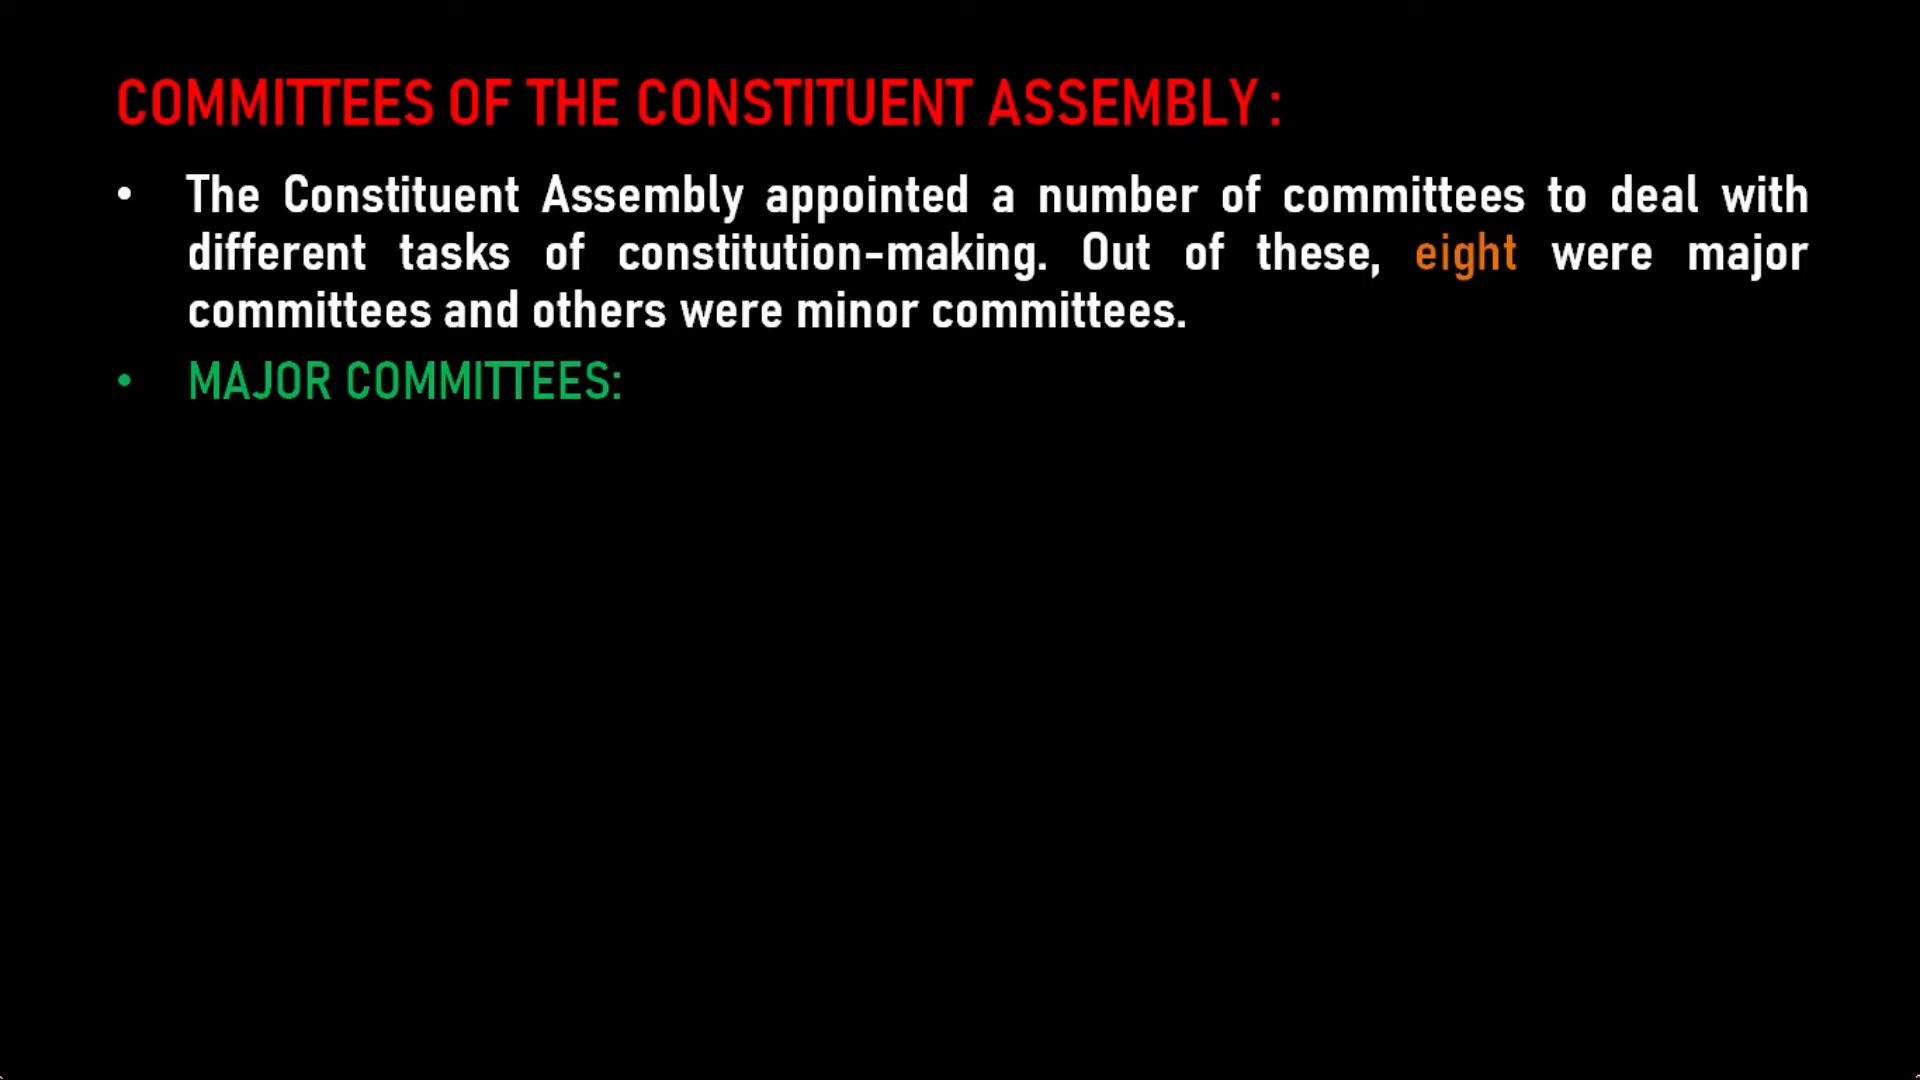 COMMITTEES OF THE CONSTITUENT ASSEMBLY :
• The Constituent Assembly appointed a number of committees to deal with
different tasks of constitution-making. Out of these, eight were major
committees and others were minor committees.
• MAJOR COMMITTEES: